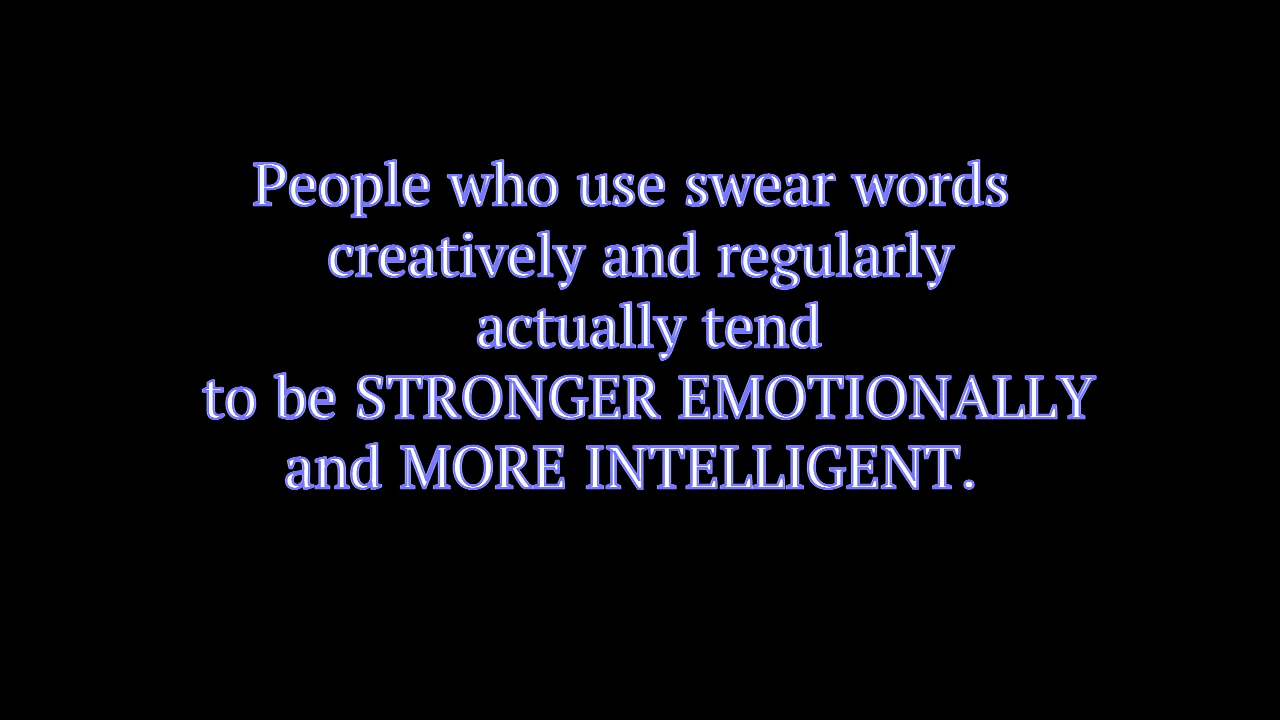 People who use swear words
creatively and regularly
actually tend
to be STRONGER EMOTIONALLY
and MORE INTELLIGENT.